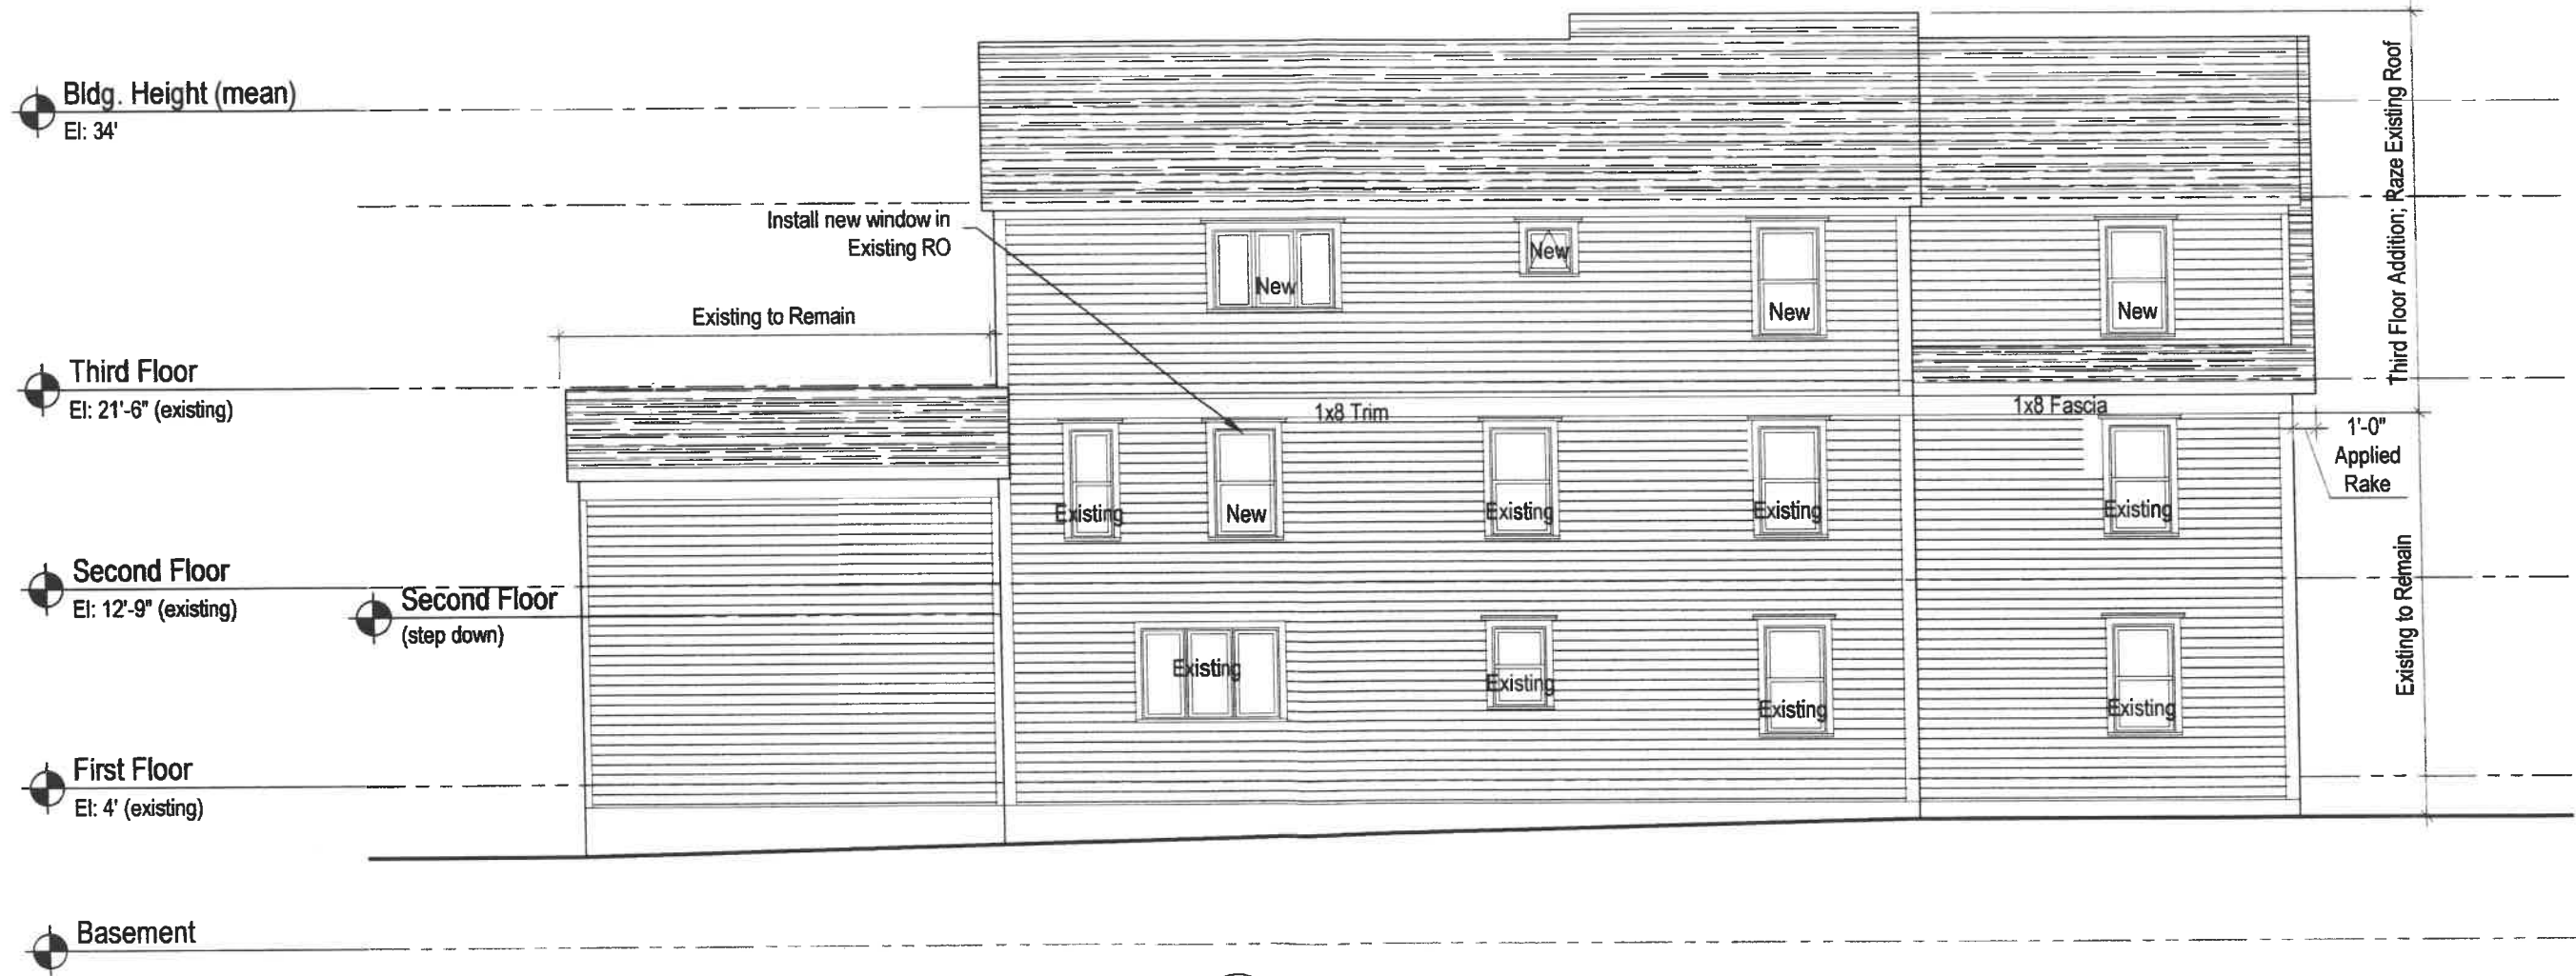 Bldg. Height (mean)
El: 34'
Install new window in
Existing RO
New
New
New
New
Third Floor Addition; Raze Existing Roof
Existing to Remain
Third Floor
El: 21'-6" (existing)
1x8 Trim
1x8 Fascia
1'-0"
Applied
Rake
Existing
New
Existing
Existing
Existing
Second Floor
El: 12'-9" (existing)
Second Floor
(step down)
Existing to Remain
Existing
Existing
Existing
Existing
First Floor
El: 4' (existing)
Basement